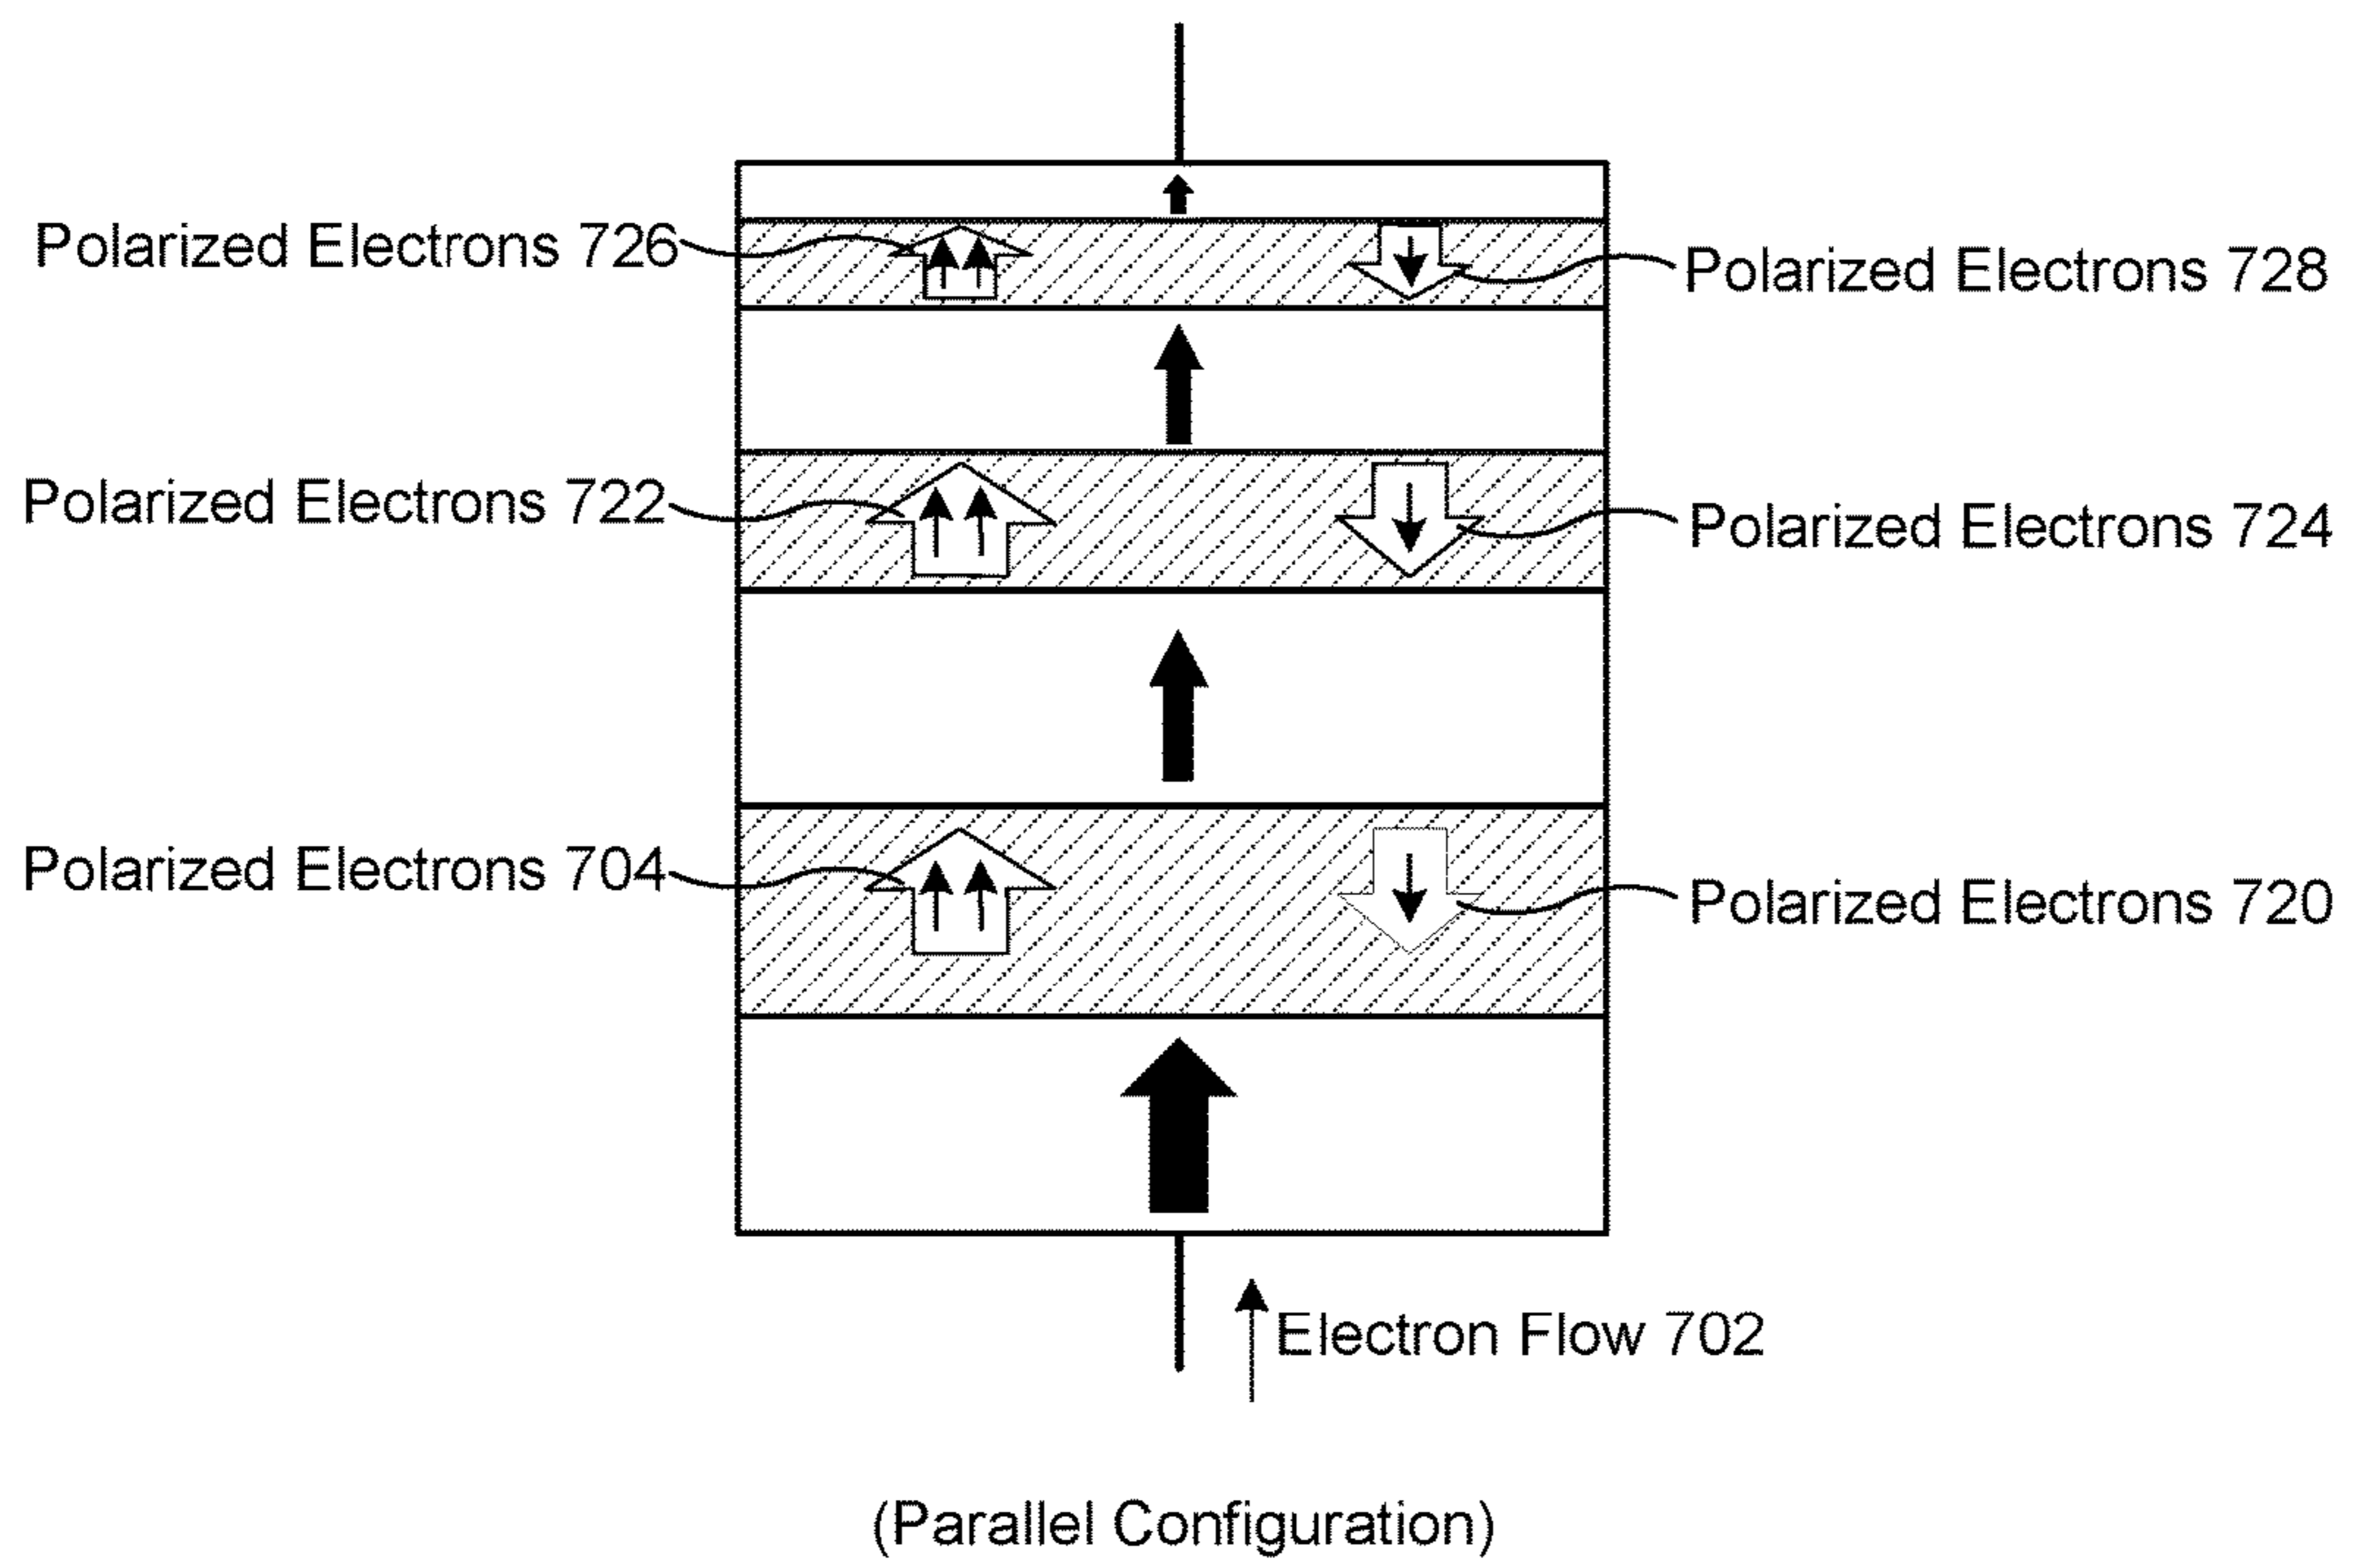 Polarized Electrons 726
Polarized Electrons 728
Polarized Electrons 722
Polarized Electrons 724
Polarized Electrons 704
Polarized Electrons 720
Electron Flow 702
(Parallel Configuration)